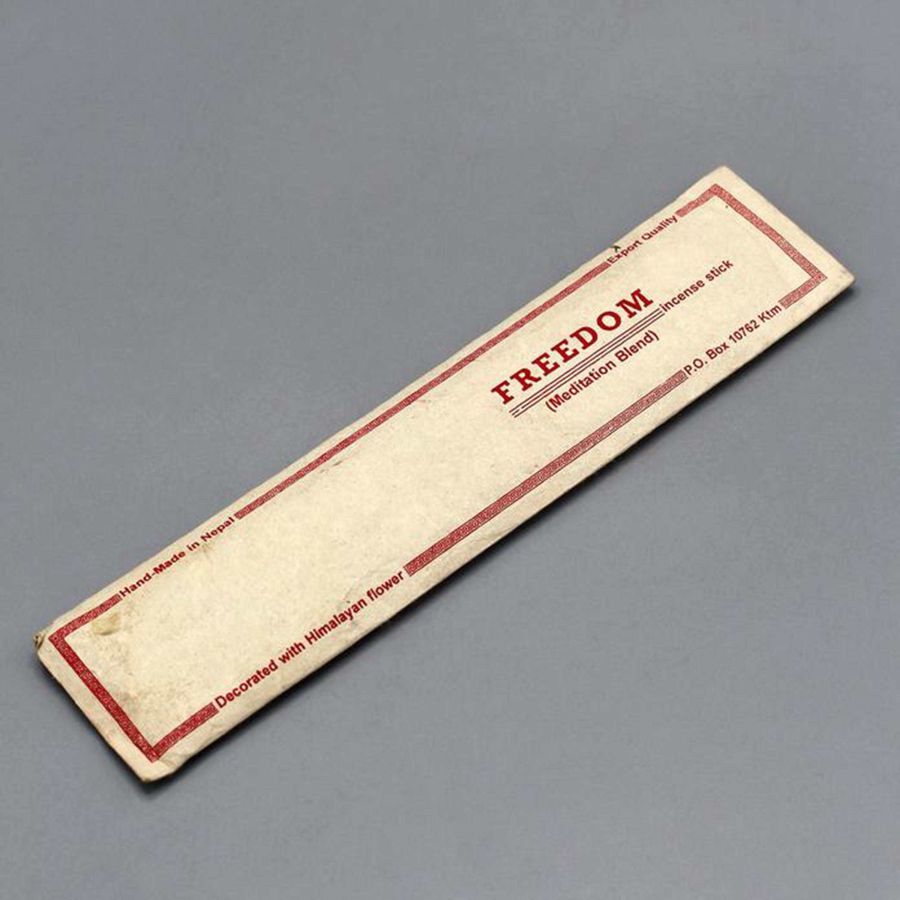 Hand-Made in Nepal
Export Quality
FREEDOM
incense stick
(Meditation Blend)
Decorated with Himalayan flower
P.O. Box 10762 Ktm